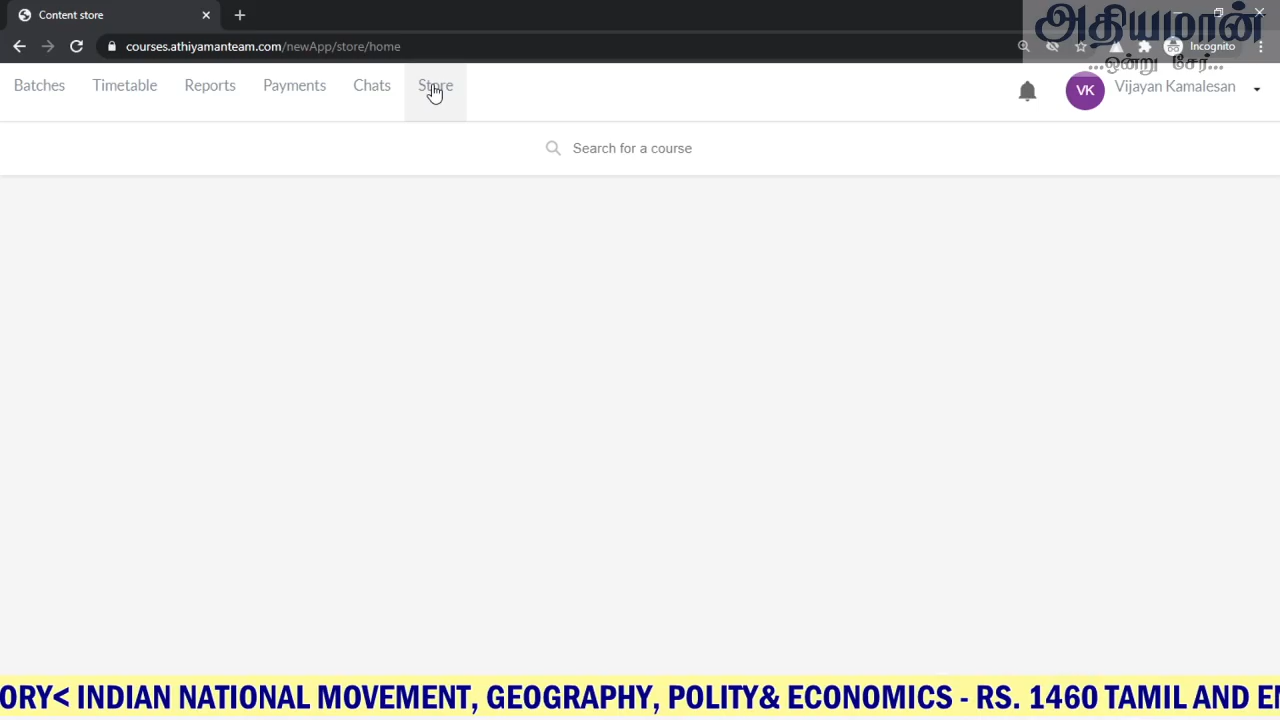 Content store
courses.athiyamanteam.com/newApp/store/home
Incognito
அதியமான்
...ஒன்று சேர்...
Batches Timetable Reports Payments Chats Store
VK Vijayan Kamalesan
Search for a course
ORY< INDIAN NATIONAL MOVEMENT, GEOGRAPHY, POLITY& ECONOMICS - RS. 1460 TAMIL AND EN